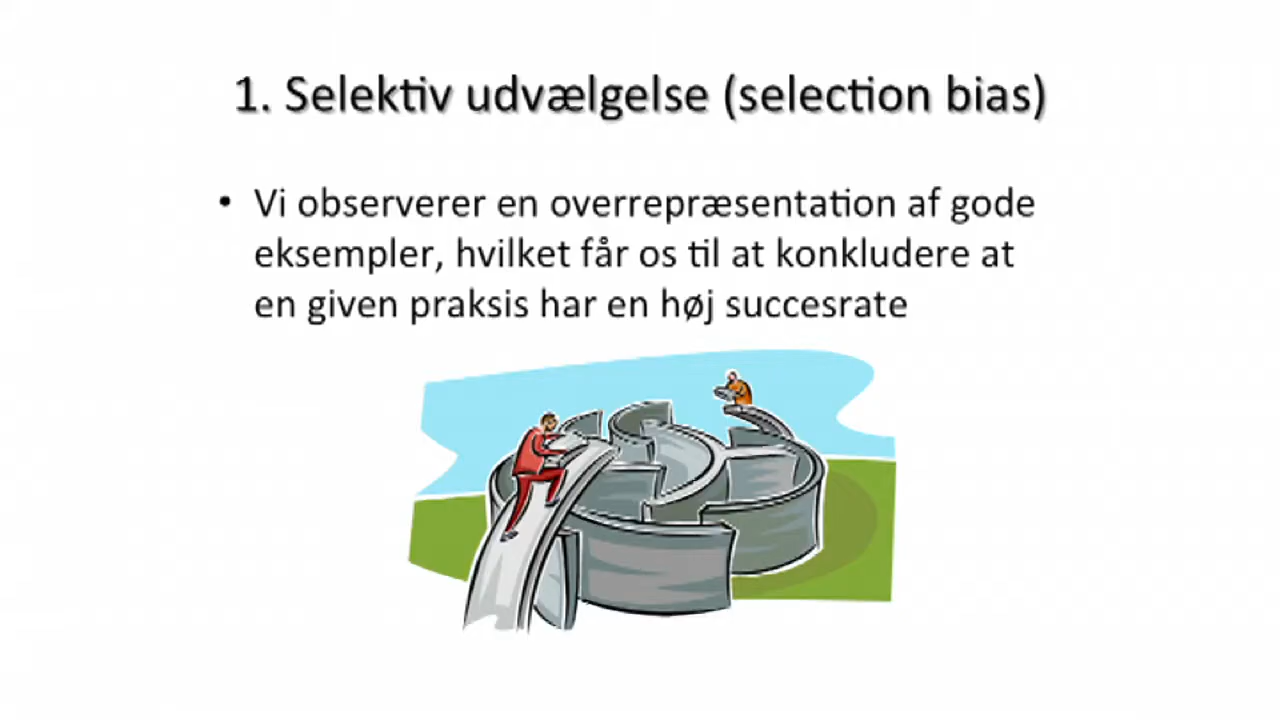 1. Selektiv udvælgelse (selection bias)
• Vi observerer en overrepræsentation af gode
eksempler, hvilket får os til at konkludere at
en given praksis har en høj succesrate